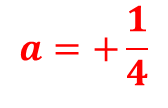 a = + 1/4